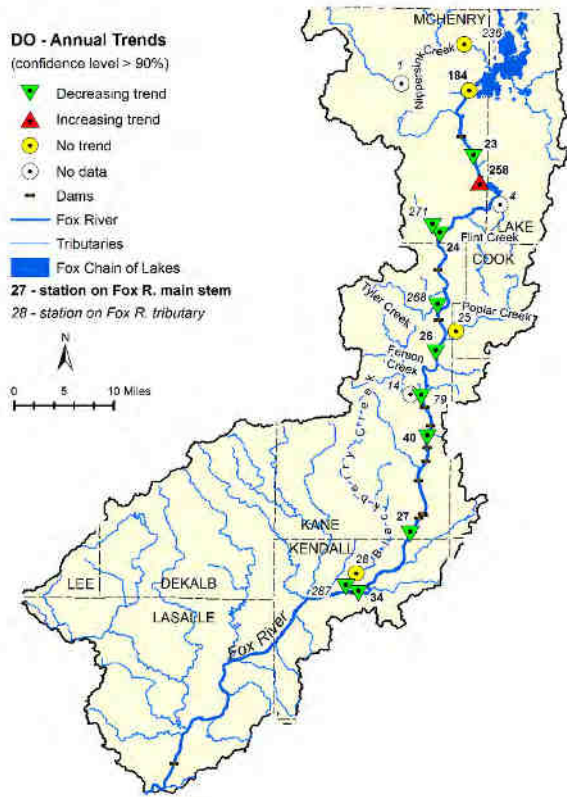 DO - Annual Trends
(confidence level > 90%)
Decreasing trend
Increasing trend
No trend
No data
Dams
Fox River
Tributaries
Fox Chain of Lakes
27 - station on Fox R. main stem
28 - station on Fox R. tributary
N
0 5 10 Miles
MCHENRY
236
Nippersink Creek
1
184
23
258
4
271
LAKE
24
Flint Creek
COOK
268
Tyler Creek
Poplar Creek
25
26
Ferson
Creek
14
79
Blackberry Creek
40
27
KANE
KENDALL
28
LEE
DEKALB
287
34
LASALLE
Fox River